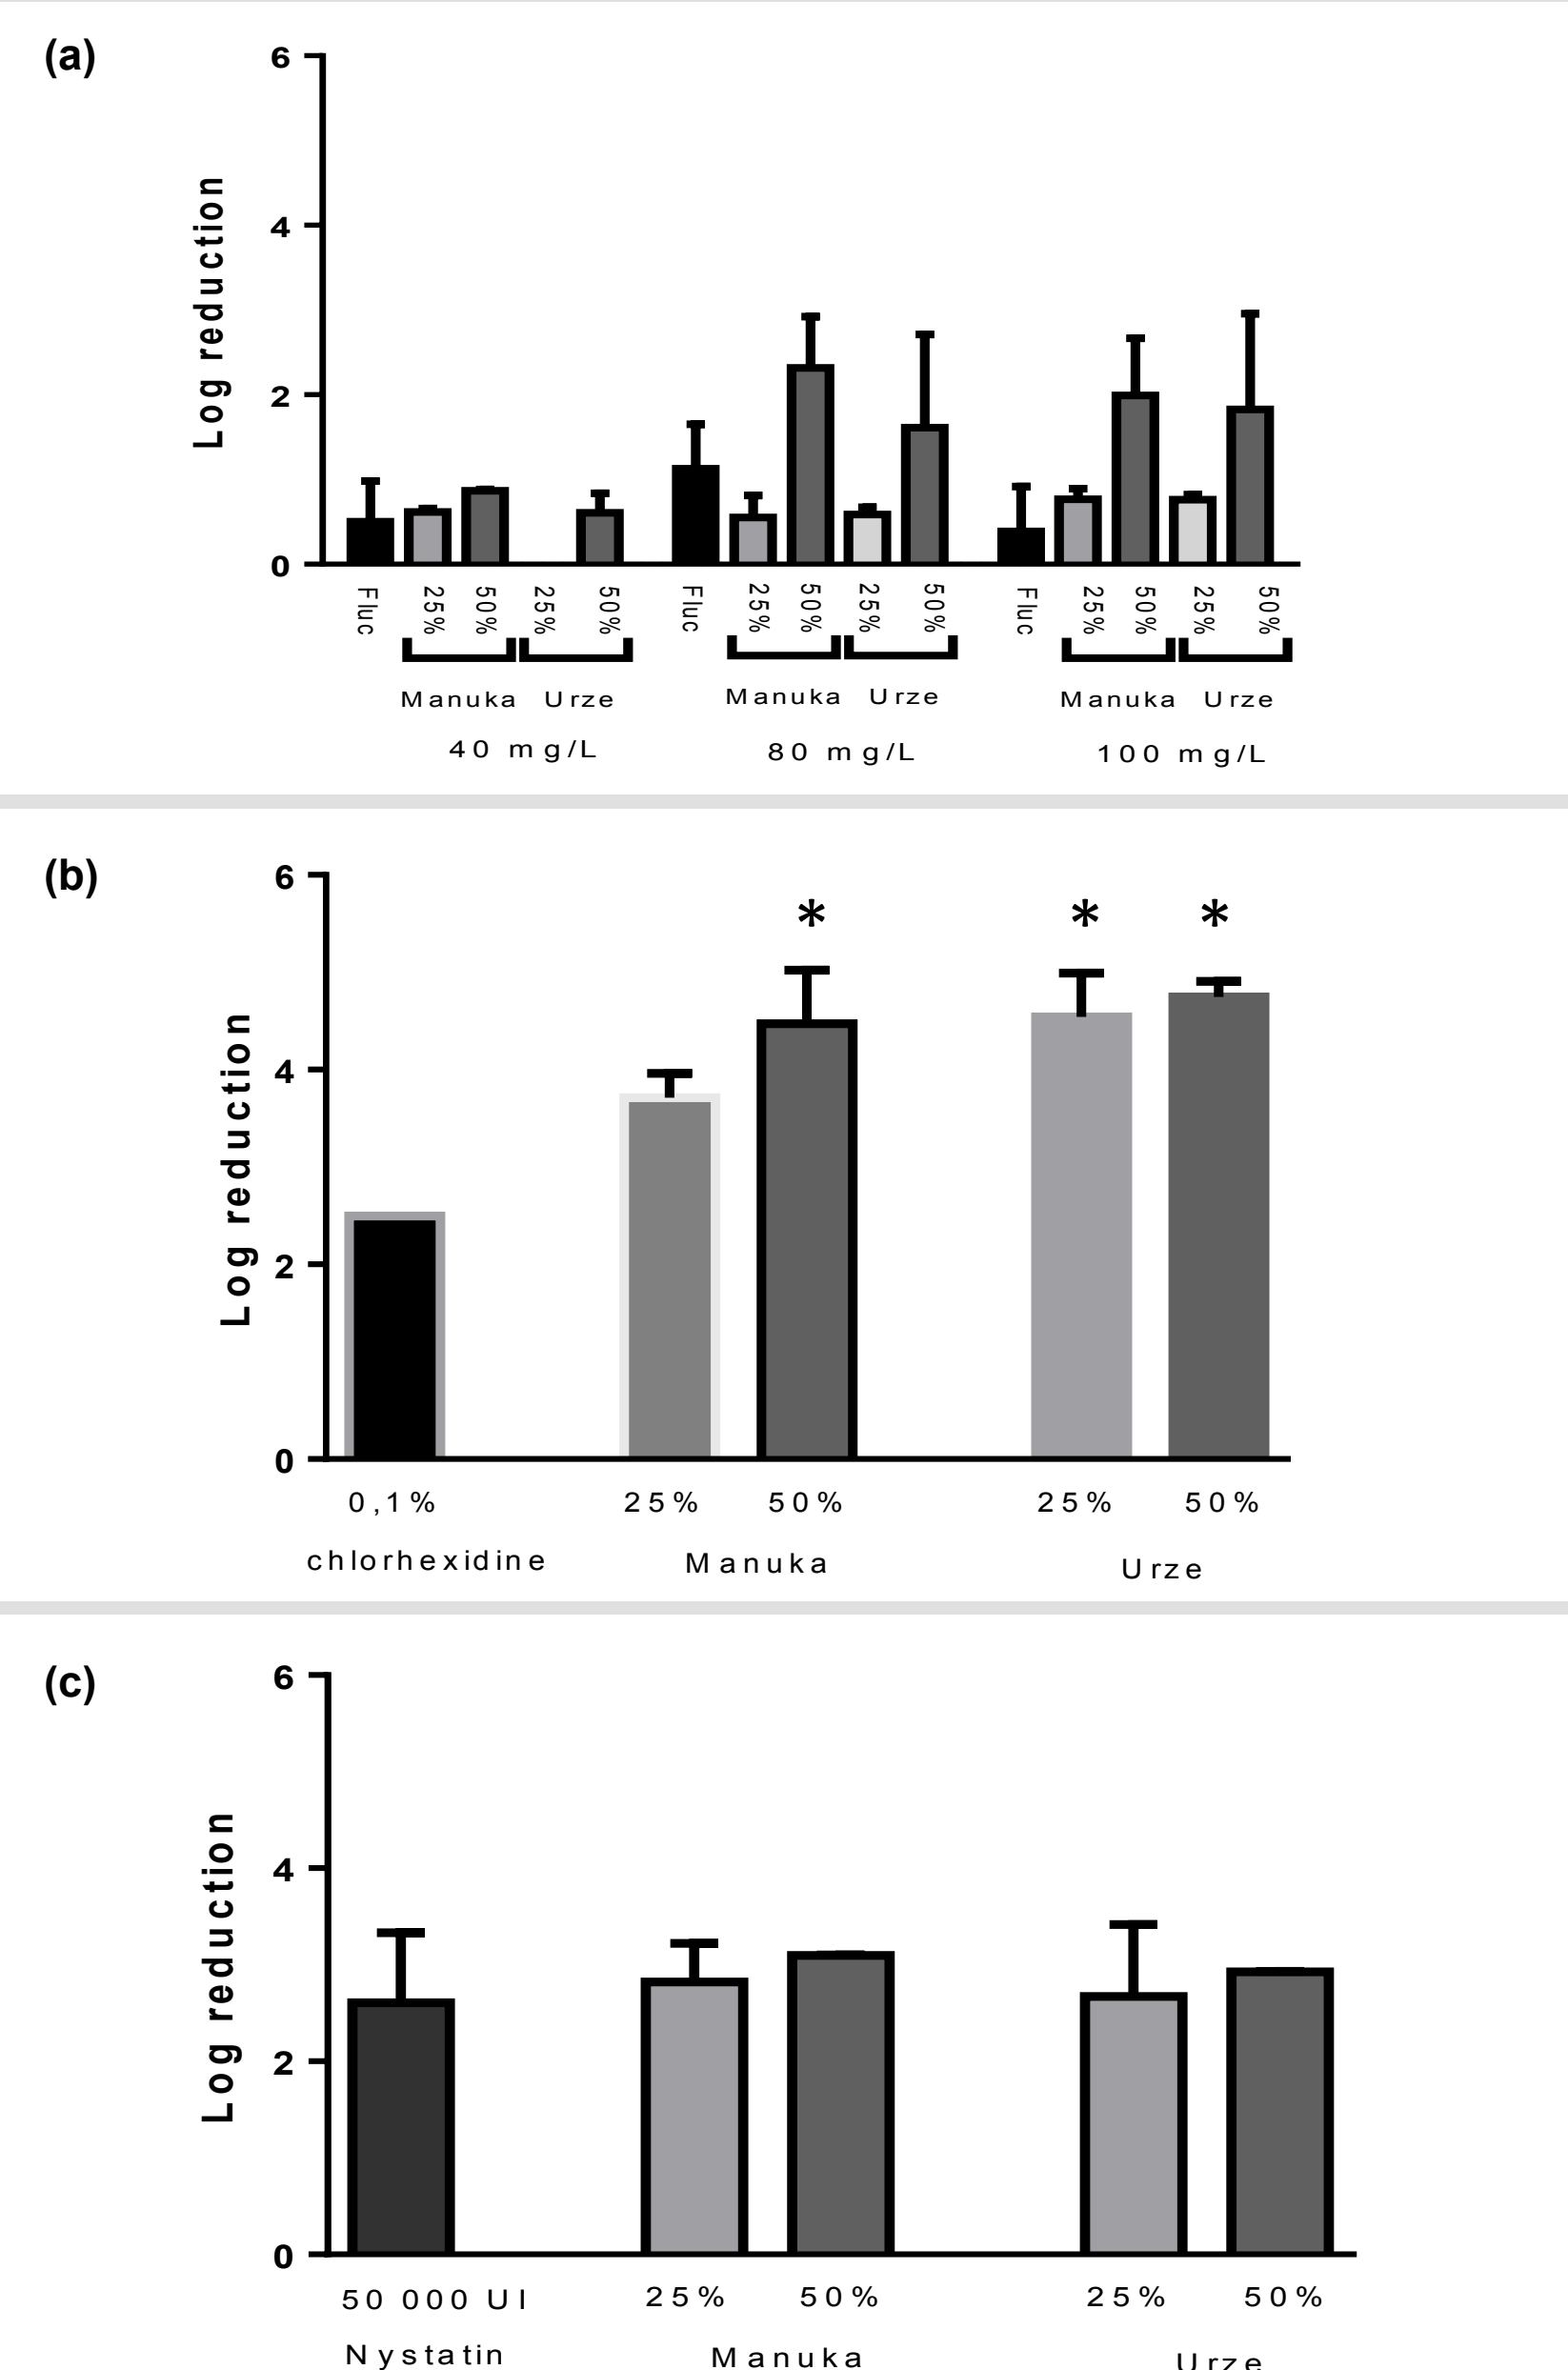 (a)
Log reduction
6
4
2
0
Fluc 25% 50% 25% 50% Fluc 25% 50% 25% 50% Fluc 25% 50% 25% 50%
Manuka Urze Manuka Urze Manuka Urze
40 mg/L 80 mg/L 100 mg/L
(b)
Log reduction
6
4
2
0
* * *
0,1% 25% 50% 25% 50%
chlorhexidine Manuka Urze
(c)
Log reduction
6
4
2
0
50 000 UI 25% 50% 25% 50%
Nystatin Manuka Urze